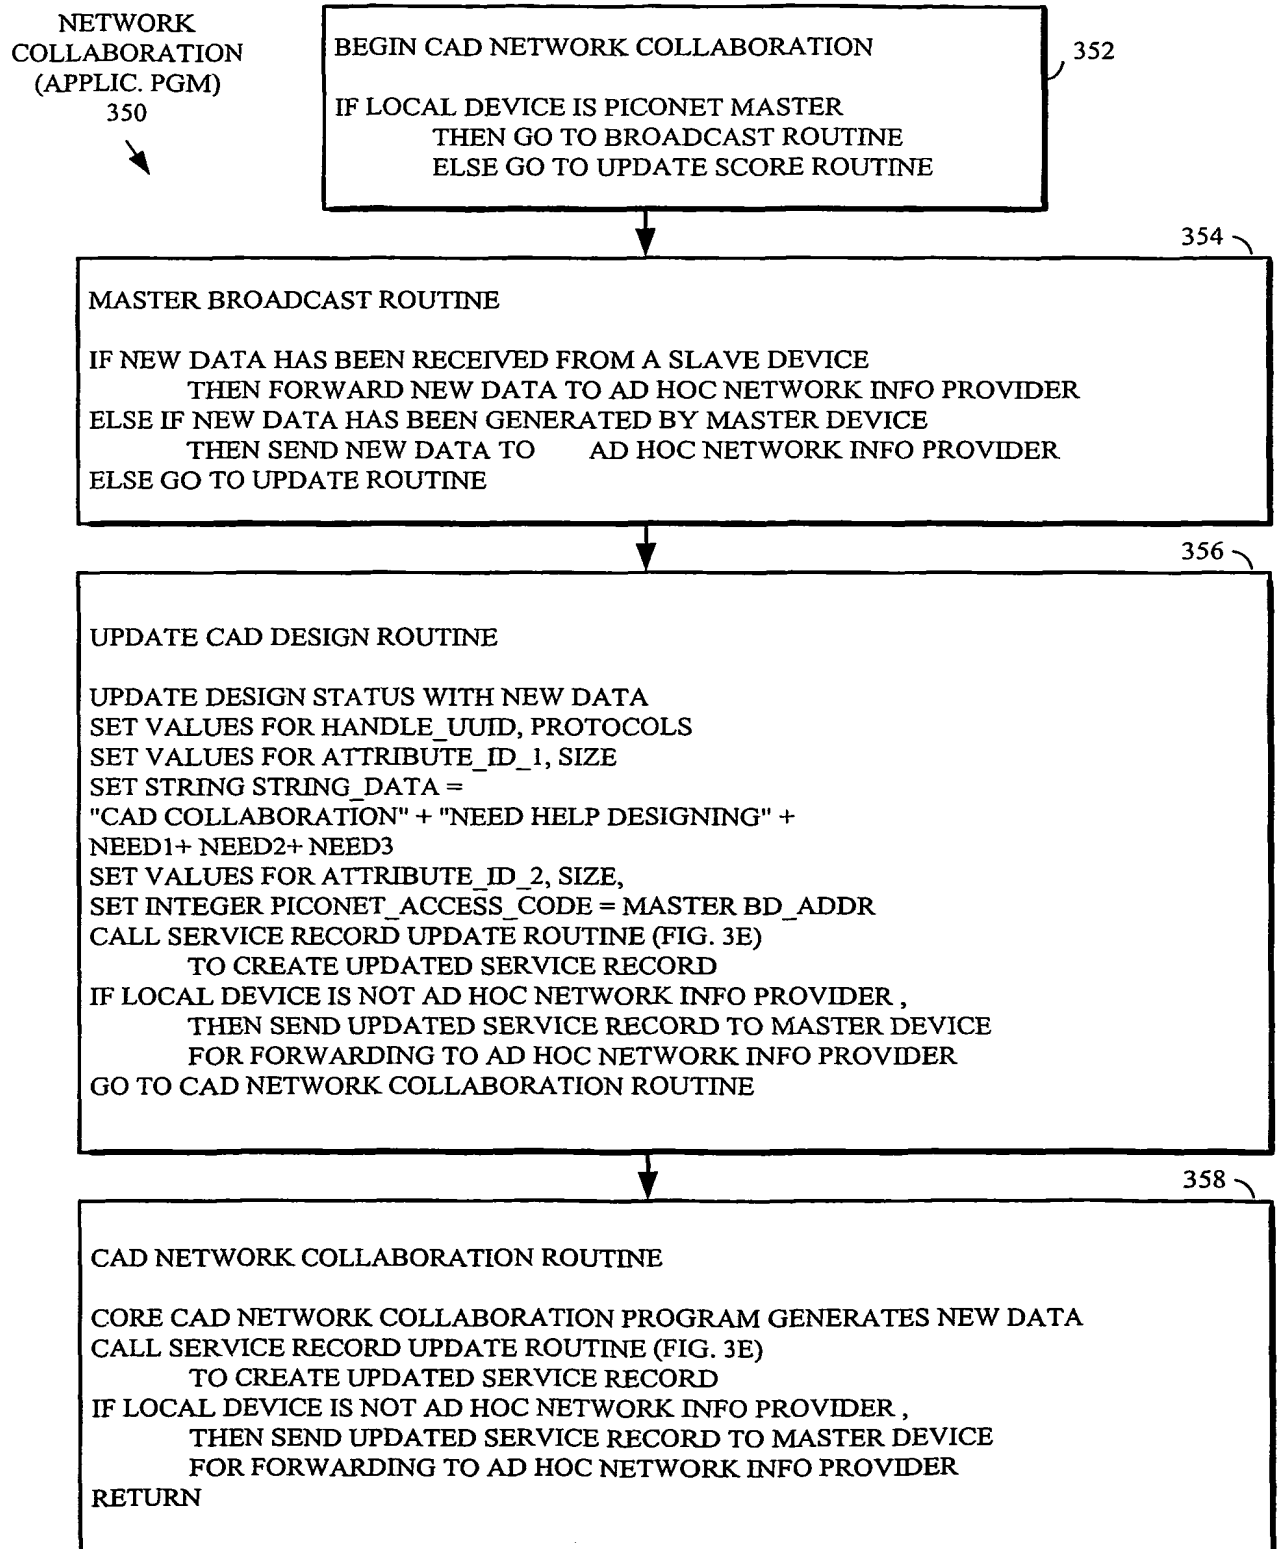 NETWORK
COLLABORATION
(APPLIC. PGM)
350
BEGIN CAD NETWORK COLLABORATION
IF LOCAL DEVICE IS PICONET MASTER
THEN GO TO BROADCAST ROUTINE
ELSE GO TO UPDATE SCORE ROUTINE
352
354
MASTER BROADCAST ROUTINE
IF NEW DATA HAS BEEN RECEIVED FROM A SLAVE DEVICE
THEN FORWARD NEW DATA TO AD HOC NETWORK INFO PROVIDER
ELSE IF NEW DATA HAS BEEN GENERATED BY MASTER DEVICE
THEN SEND NEW DATA TO AD HOC NETWORK INFO PROVIDER
ELSE GO TO UPDATE ROUTINE
356
UPDATE CAD DESIGN ROUTINE
UPDATE DESIGN STATUS WITH NEW DATA
SET VALUES FOR HANDLE_UUID, PROTOCOLS
SET VALUES FOR ATTRIBUTE_ID_1, SIZE
SET STRING STRING_DATA =
"CAD COLLABORATION" + "NEED HELP DESIGNING" +
NEED1+ NEED2+ NEED3
SET VALUES FOR ATTRIBUTE_ID_2, SIZE,
SET INTEGER PICONET_ACCESS_CODE = MASTER BD_ADDR
CALL SERVICE RECORD UPDATE ROUTINE (FIG. 3E)
TO CREATE UPDATED SERVICE RECORD
IF LOCAL DEVICE IS NOT AD HOC NETWORK INFO PROVIDER ,
THEN SEND UPDATED SERVICE RECORD TO MASTER DEVICE
FOR FORWARDING TO AD HOC NETWORK INFO PROVIDER
GO TO CAD NETWORK COLLABORATION ROUTINE
358
CAD NETWORK COLLABORATION ROUTINE
CORE CAD NETWORK COLLABORATION PROGRAM GENERATES NEW DATA
CALL SERVICE RECORD UPDATE ROUTINE (FIG. 3E)
TO CREATE UPDATED SERVICE RECORD
IF LOCAL DEVICE IS NOT AD HOC NETWORK INFO PROVIDER ,
THEN SEND UPDATED SERVICE RECORD TO MASTER DEVICE
FOR FORWARDING TO AD HOC NETWORK INFO PROVIDER
RETURN